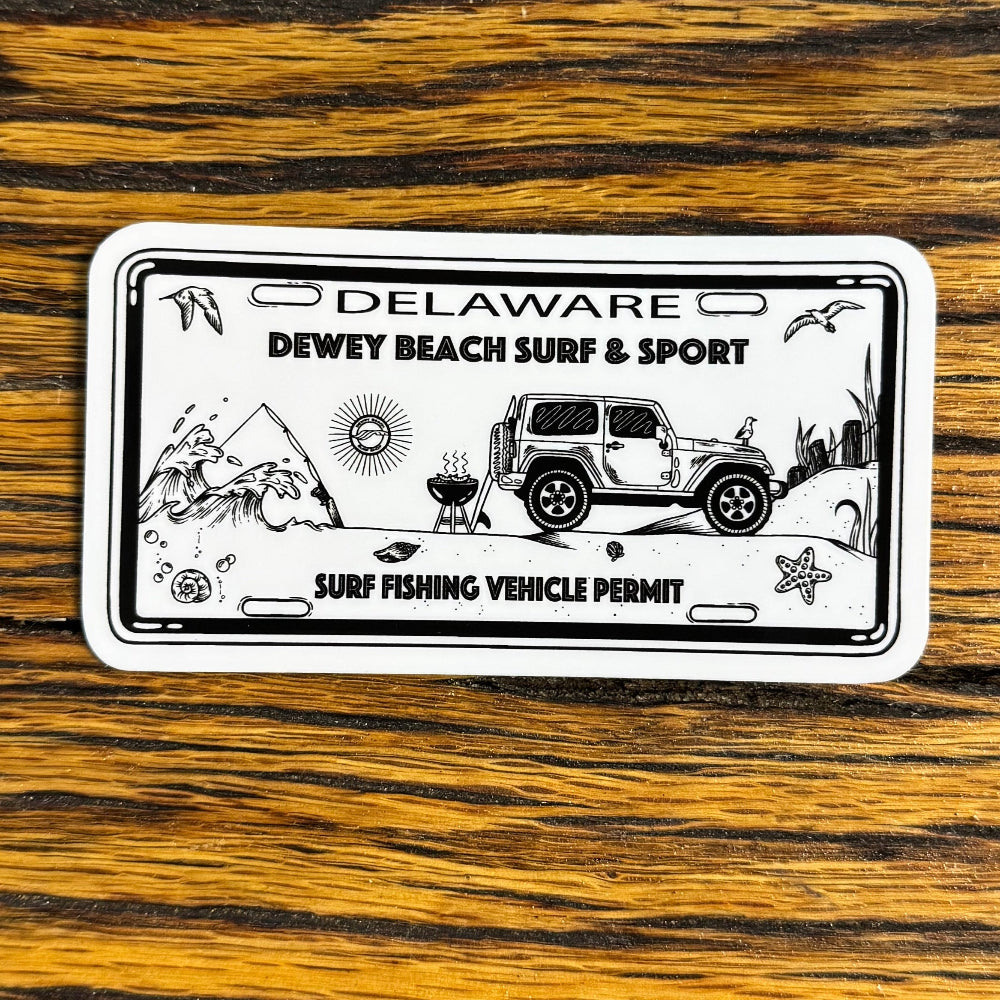 DELAWARE
DEWEY BEACH SURF & SPORT
SURF FISHING VEHICLE PERMIT